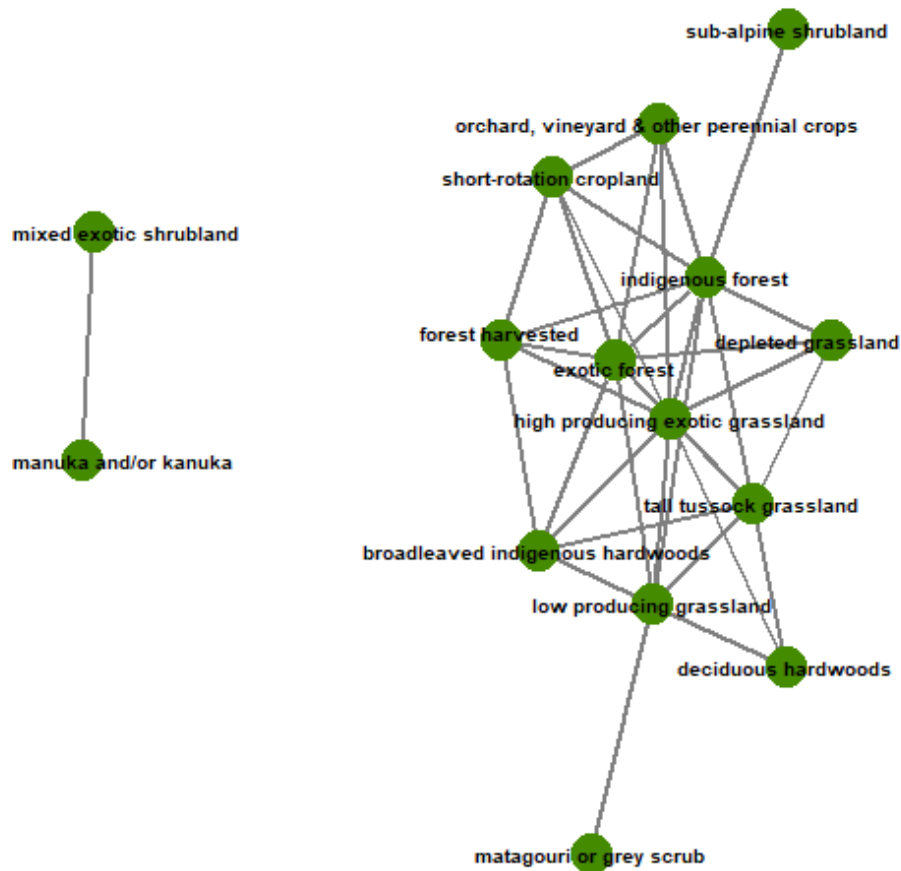 sub-alpine shrubland
orchard, vineyard & other perennial crops
short-rotation cropland
mixed exotic shrubland
indigenous forest
forest harvested
depleted grassland
exotic forest
high producing exotic grassland
manuka and/or kanuka
tall tussock grassland
broadleaved indigenous hardwoods
low producing grassland
deciduous hardwoods
matagouri or grey scrub